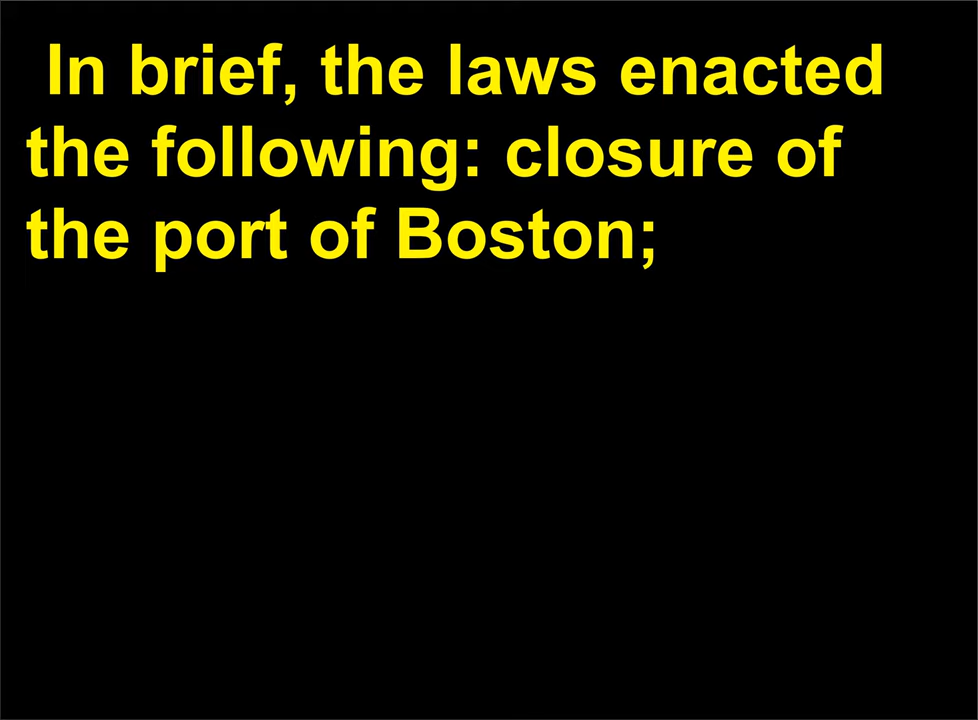 In brief, the laws enacted
the following: closure of
the port of Boston;